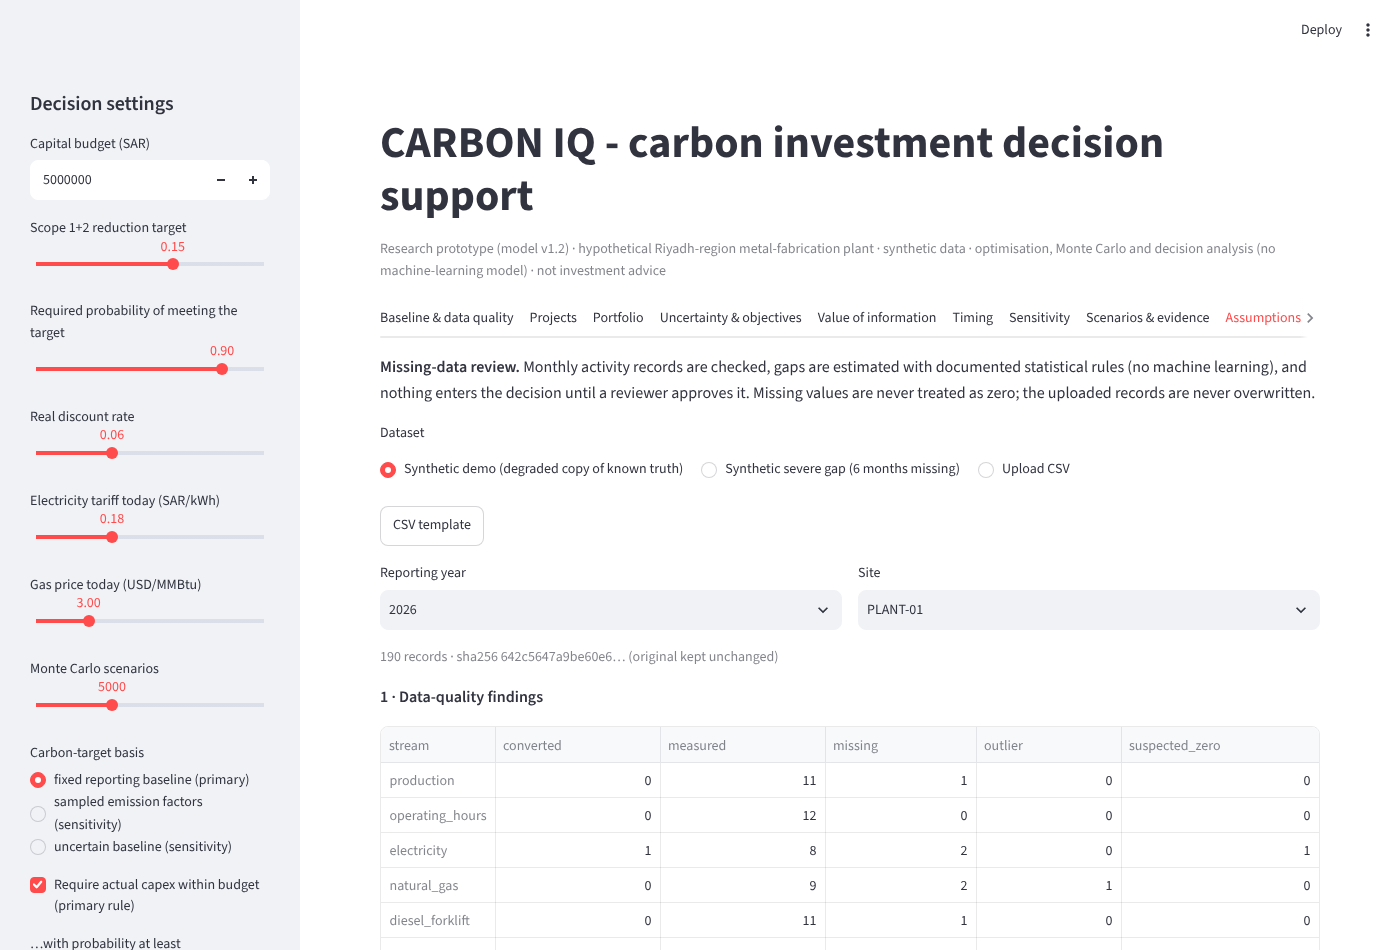 Deploy
Decision settings
Capital budget (SAR)
5000000
Scope 1+2 reduction target
0.15
Required probability of meeting the
target
0.90
Real discount rate
0.06
Electricity tariff today (SAR/kWh)
0.18
Gas price today (USD/MMBtu)
3.00
Monte Carlo scenarios
5000
Carbon-target basis
fixed reporting baseline (primary)
sampled emission factors
(sensitivity)
uncertain baseline (sensitivity)
Require actual capex within budget
(primary rule)
...with probability at least
CARBON IQ - carbon investment decision
support
Research prototype (model v1.2) · hypothetical Riyadh-region metal-fabrication plant · synthetic data · optimisation, Monte Carlo and decision analysis (no
machine-learning model) · not investment advice
Baseline & data quality Projects Portfolio Uncertainty & objectives Value of information Timing Sensitivity Scenarios & evidence Assumptions
Missing-data review. Monthly activity records are checked, gaps are estimated with documented statistical rules (no machine learning), and
nothing enters the decision until a reviewer approves it. Missing values are never treated as zero; the uploaded records are never overwritten.
Dataset
Synthetic demo (degraded copy of known truth) Synthetic severe gap (6 months missing) Upload CSV
CSV template
Reporting year Site
2026 PLANT-01
190 records · sha256 642c5647a9be60e6... (original kept unchanged)
1 · Data-quality findings
stream converted measured missing outlier suspected_zero
production 0 11 1 0 0
operating_hours 0 12 0 0 0
electricity 1 8 2 0 1
natural_gas 0 9 2 1 0
diesel_forklift 0 11 1 0 0